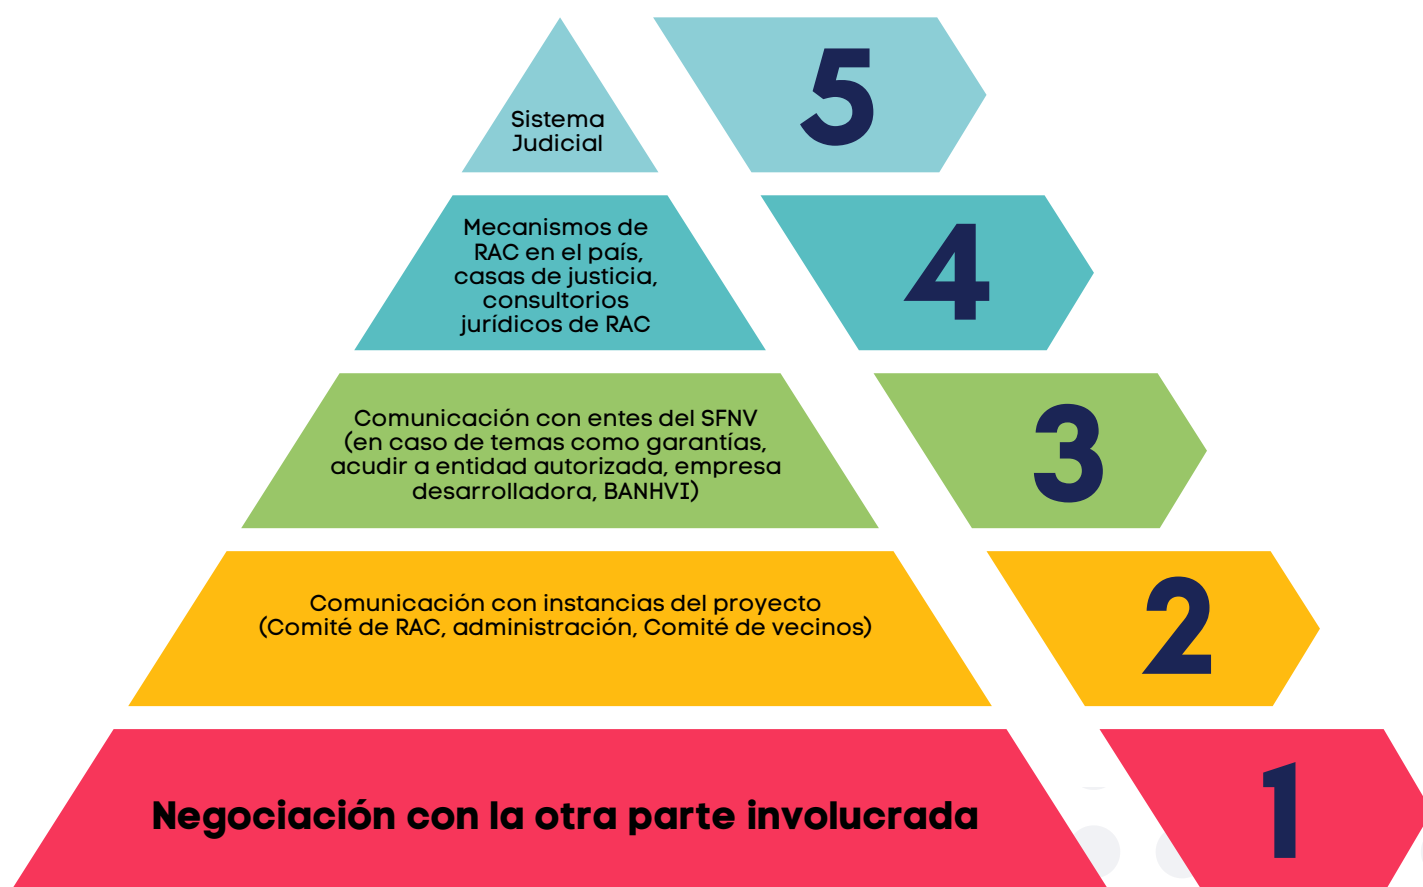 Sistema
Judicial
5
Mecanismos de
RAC en el país,
casas de justicia,
consultorios
jurídicos de RAC
4
Comunicación con entes del SFNV
(en caso de temas como garantías,
acudir a entidad autorizada, empresa
desarrolladora, BANHVI)
3
Comunicación con instancias del proyecto
(Comité de RAC, administración, Comité de vecinos)
2
Negociación con la otra parte involucrada
1